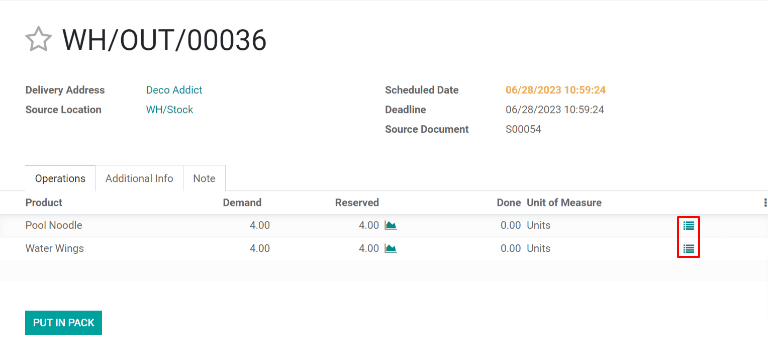 WH/OUT/00036
Delivery Address Deco Addict Scheduled Date 06/28/2023 10:59:24
Source Location WH/Stock Deadline 06/28/2023 10:59:24
Source Document S00054
Operations Additional Info Note
Product Demand Reserved Done Unit of Measure
Pool Noodle 4.00 4.00 0.00 Units
Water Wings 4.00 4.00 0.00 Units
PUT IN PACK